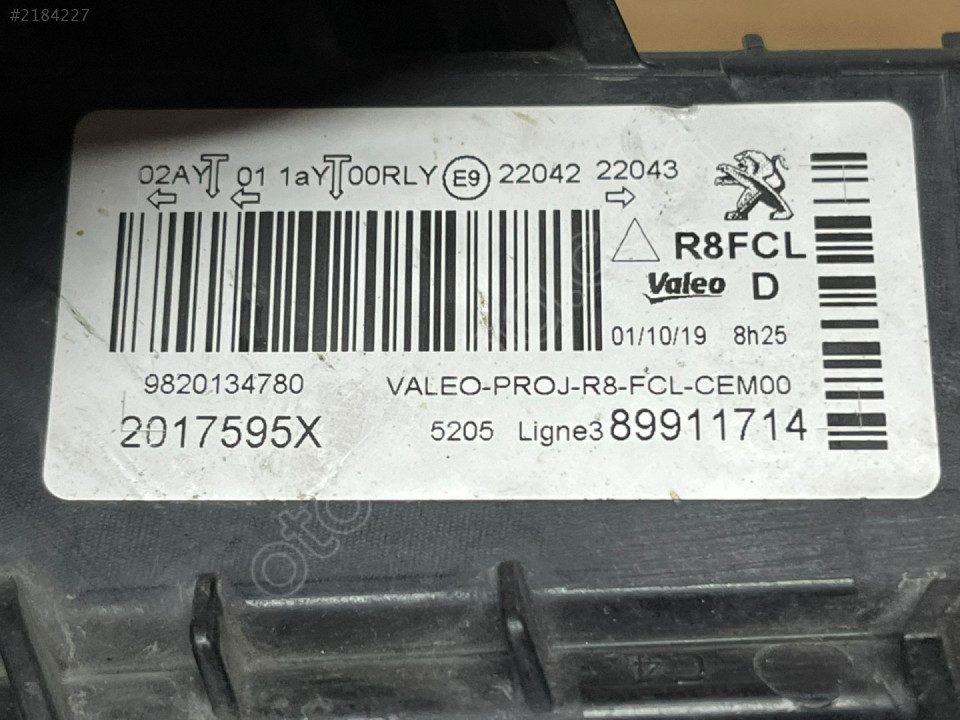 #2184227
02AY 01 1aY 00RLY E9 22042 22043
R8FCL
Valeo D
01/10/19 8h25
9820134780 VALEO-PROJ-R8-FCL-CEM00
2017595X 5205 Ligne3 89911714